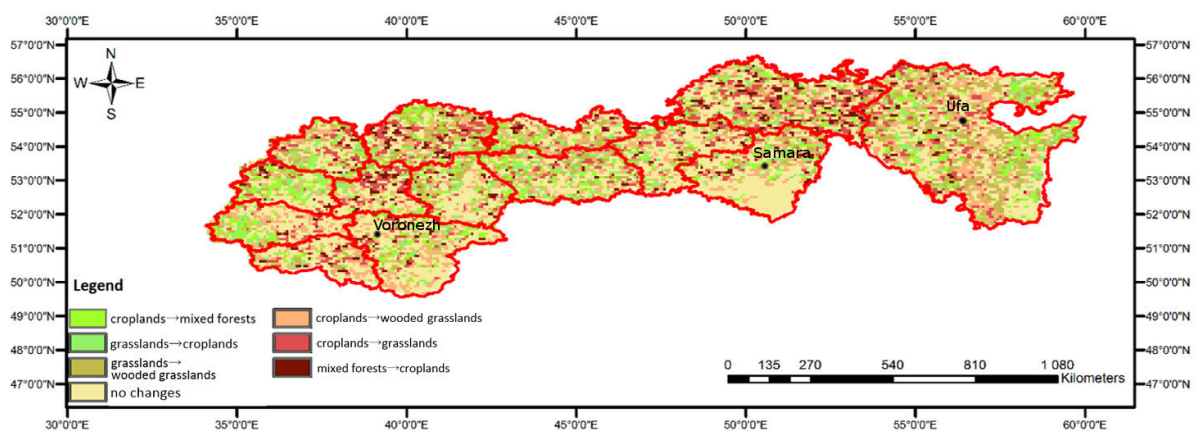 30°0'0"E 35°0'0"E 40°0'0"E 45°0'0"E 50°0'0"E 55°0'0"E 60°0'0"E
57°0'0"N 57°0'0"N
N
56°0'0"N 56°0'0"N
W E
55°0'0"N 55°0'0"N
S
Ufa
54°0'0"N 54°0'0"N
Samara
53°0'0"N 53°0'0"N
52°0'0"N 52°0'0"N
Voronezh
51°0'0"N 51°0'0"N
50°0'0"N 50°0'0"N
Legend
49°0'0"N 49°0'0"N
croplands→mixed forests croplands→wooded grasslands
48°0'0"N 48°0'0"N
grasslands→croplands croplands→grasslands
grasslands→
wooded grasslands
mixed forests→croplands
0 135 270 540 810 1 080
Kilometers
47°0'0"N 47°0'0"N
no changes
30°0'0"E 35°0'0"E 40°0'0"E 45°0'0"E 50°0'0"E 55°0'0"E 60°0'0"E